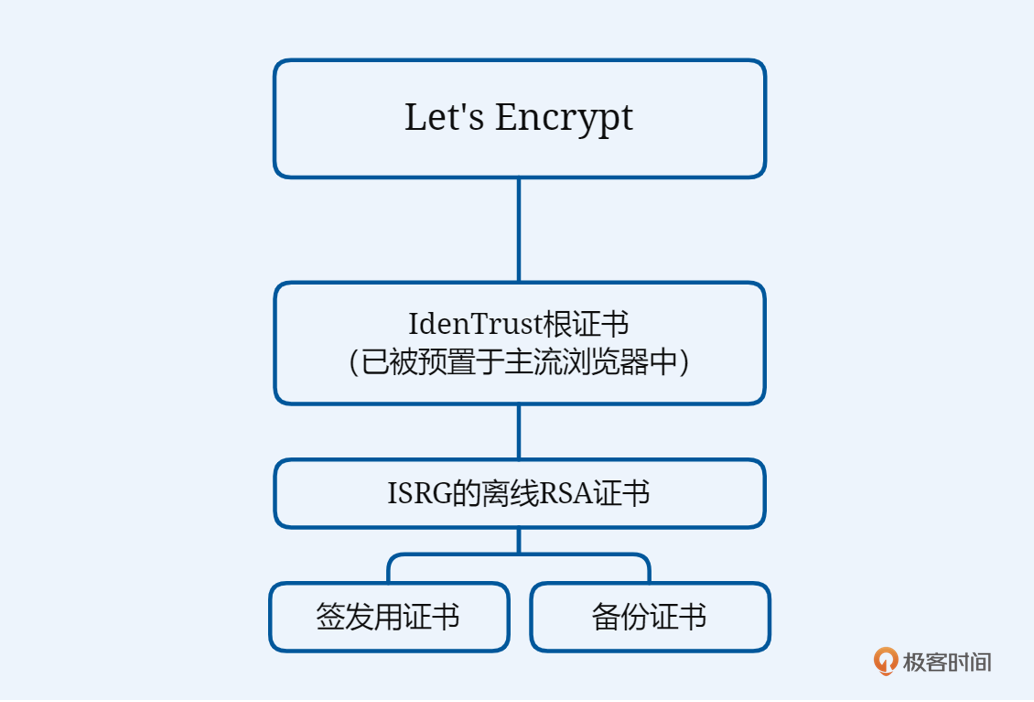 Let's Encrypt
IdenTrust根证书
（已被预置于主流浏览器中）
ISRG的离线RSA证书
签发用证书
备份证书
极客时间